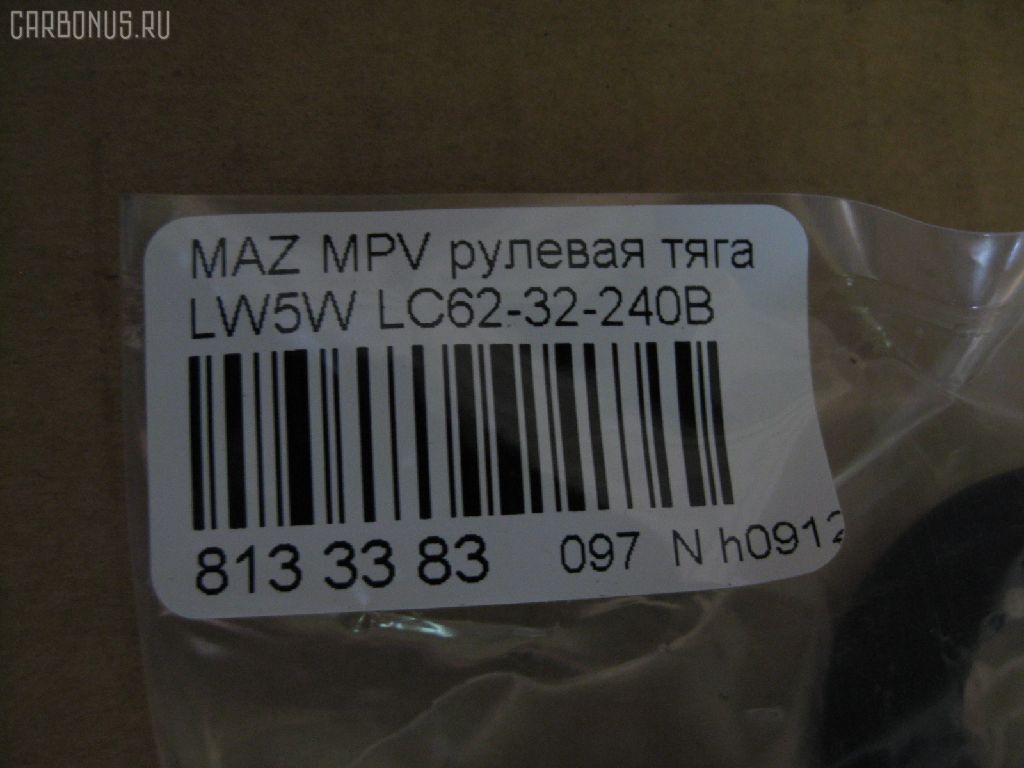 CARBONUS.RU
MAZ MPV рулевая тяга
LW5W LC62-32-240B
813 33 83 097 N h0912